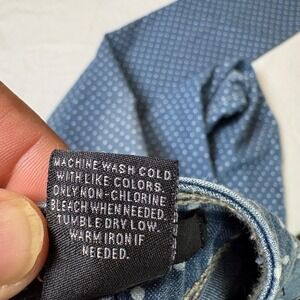 MACHINE WASH COLD
WITH LIKE COLORS.
ONLY NON-CHLORINE
BLEACH WHEN NEEDED.
TUMBLE DRY LOW.
WARM IRON IF
NEEDED.